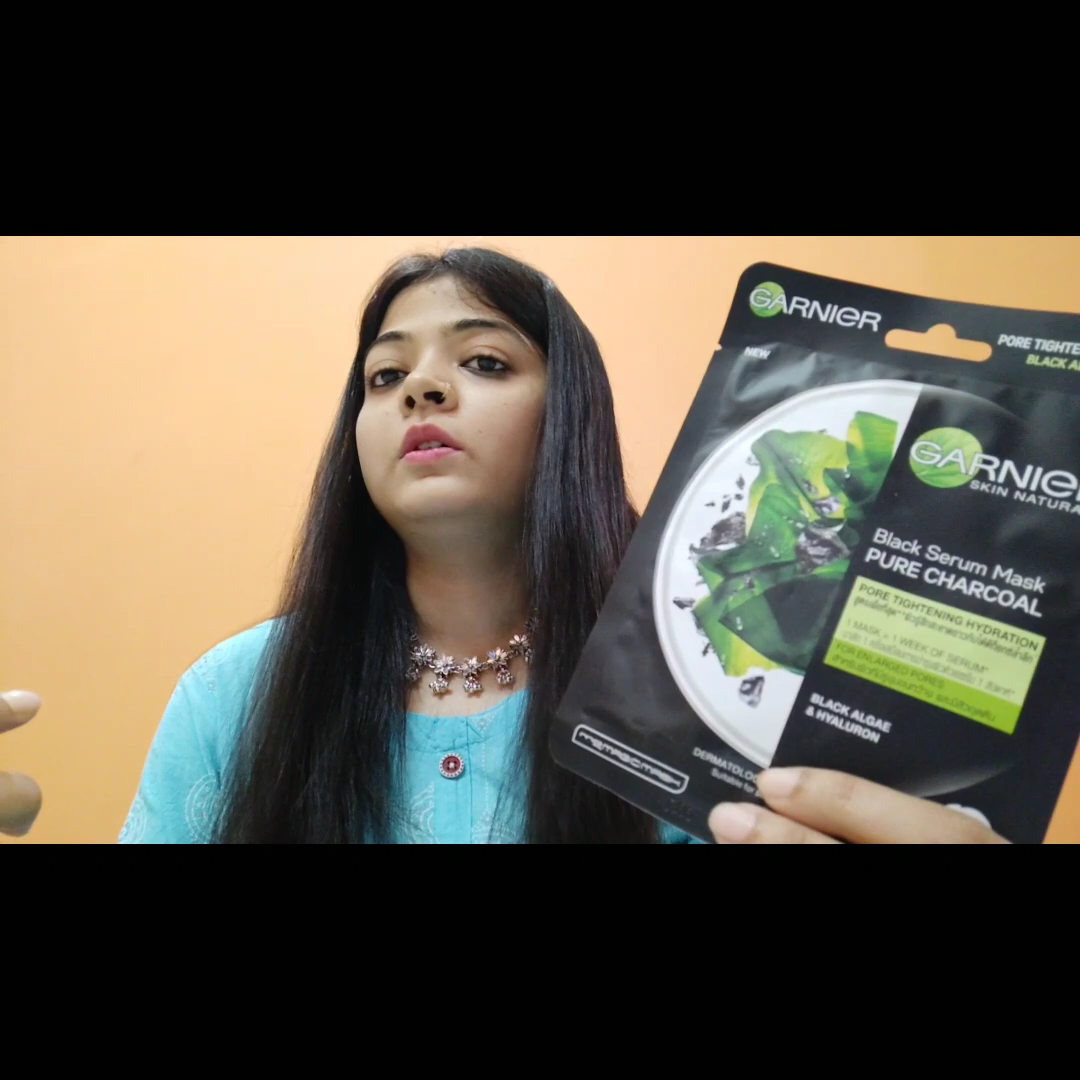 GARNIER
PORE TIGHTE
BLACK A
NEW
GARNIE
SKIN NATURA
Black Serum Mask
PURE CHARCOAL
PORE TIGHTENING HYDRATION
1 MASK = 1 WEEK OF SERUM*
FOR ENLARGED PORES
BLACK ALGAE
& HYALURON
DERMATOLO
Suitable for